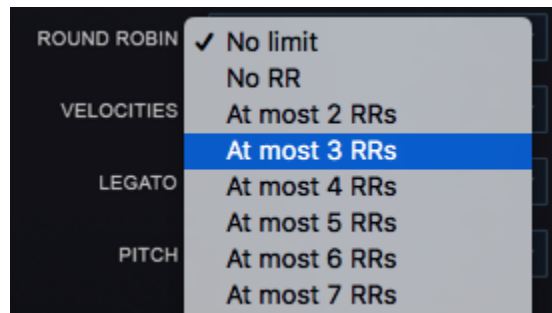 ROUND ROBIN ✓ No limit
No RR
VELOCITIES At most 2 RRs
At most 3 RRs
LEGATO At most 4 RRs
At most 5 RRs
PITCH At most 6 RRs
At most 7 RRs